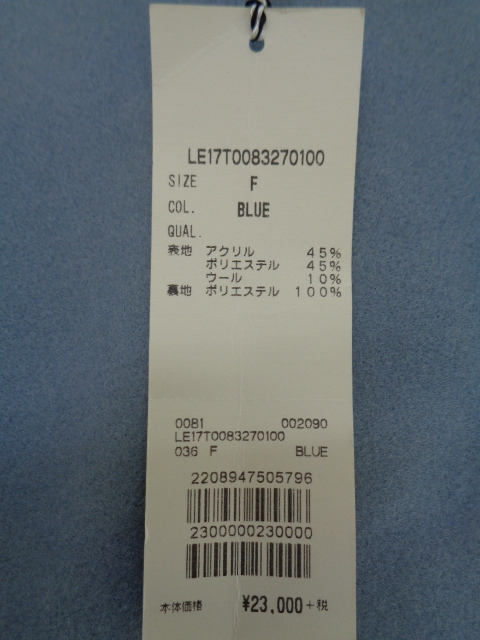 LE17T0083270100
SIZE F
COL. BLUE
QUAL.
表地 アクリル 45%
ポリエステル 45%
ウール 10%
裏地 ポリエステル 100%
0081 002090
LE17T0083270100
036 F BLUE
2208947505796
2300000230000
本体価格 ¥23,000+税